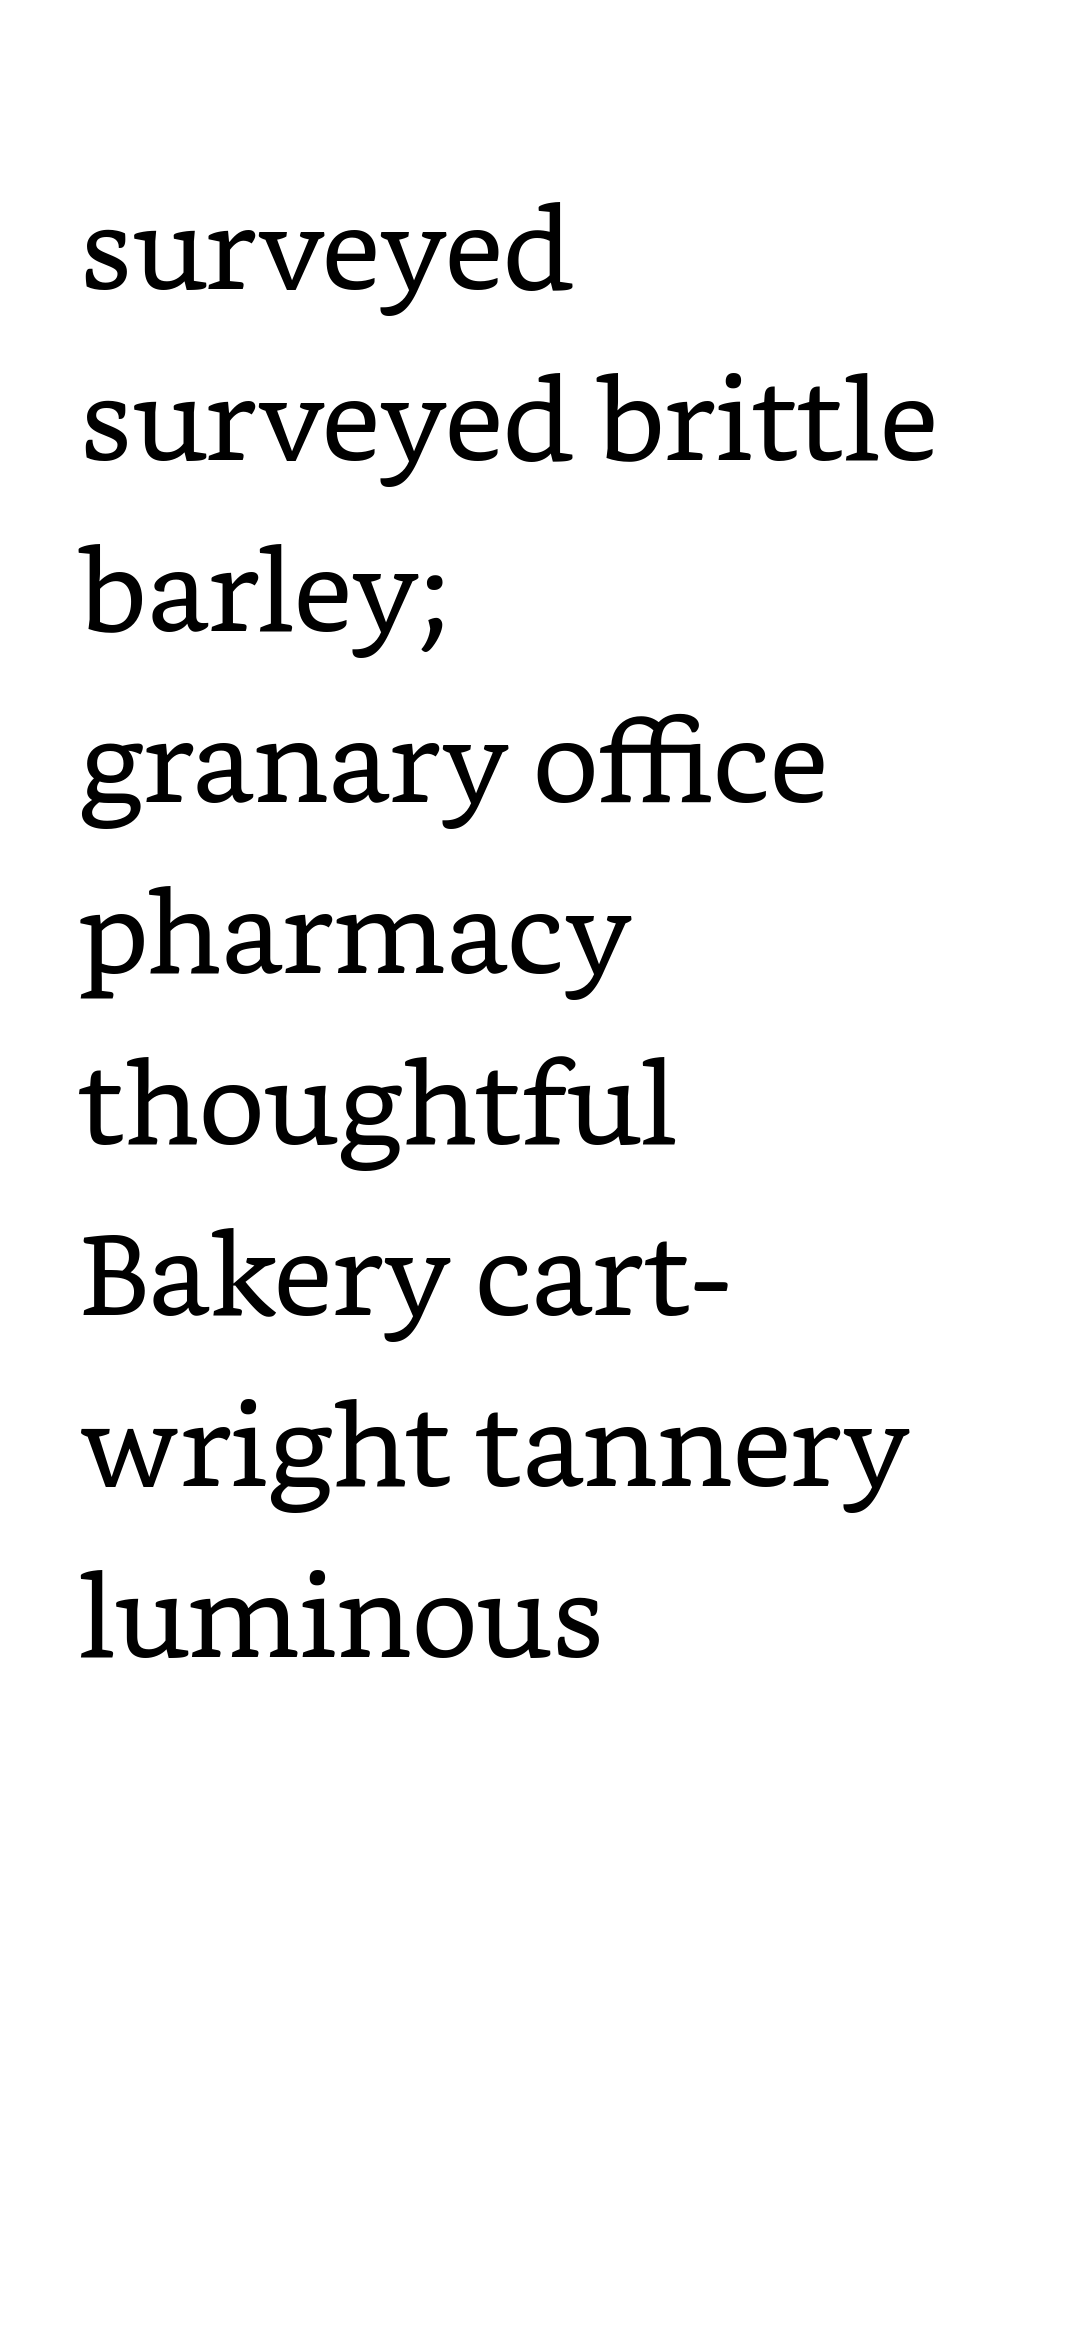 surveyed
surveyed brittle
barley;
granary office
pharmacy
thoughtful
Bakery cart-
wright tannery
luminous